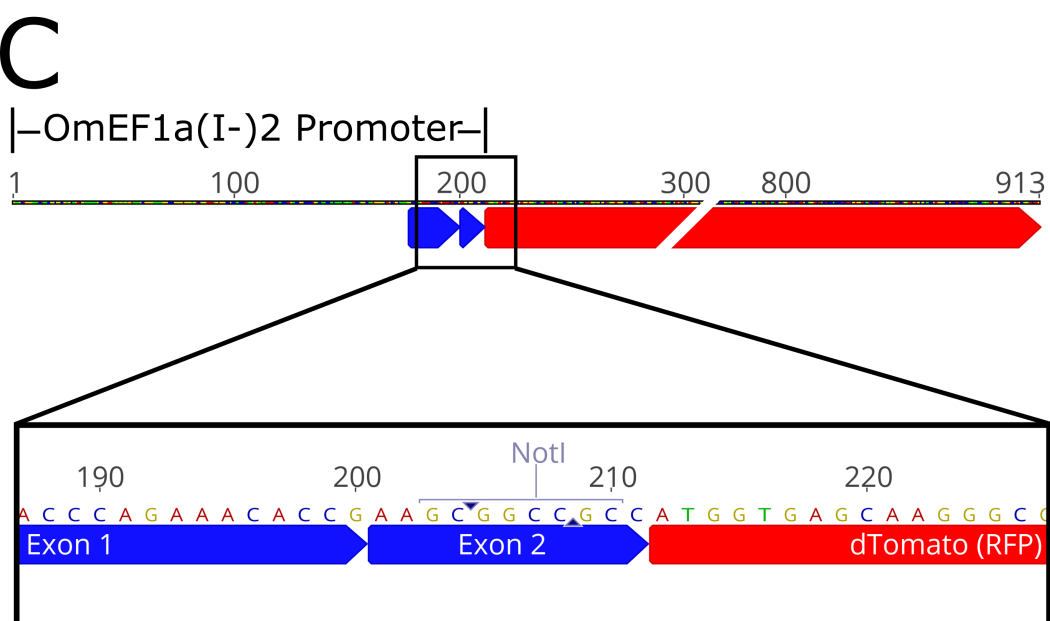 C
OmEF1a(I-)2 Promoter
1 100 200 300 800 913
NotI
190 200 210 220
A C C C A G A A A C A C C G A A G C G G C C G C C A T G G T G A G C A A G G G C G
Exon 1 Exon 2 dTomato (RFP)